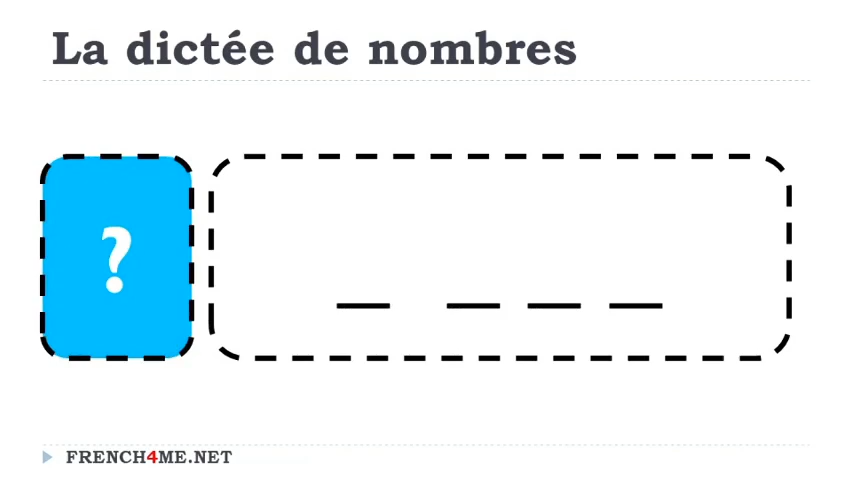 La dictée de nombres
?
_ _ _ _
FRENCH4ME.NET